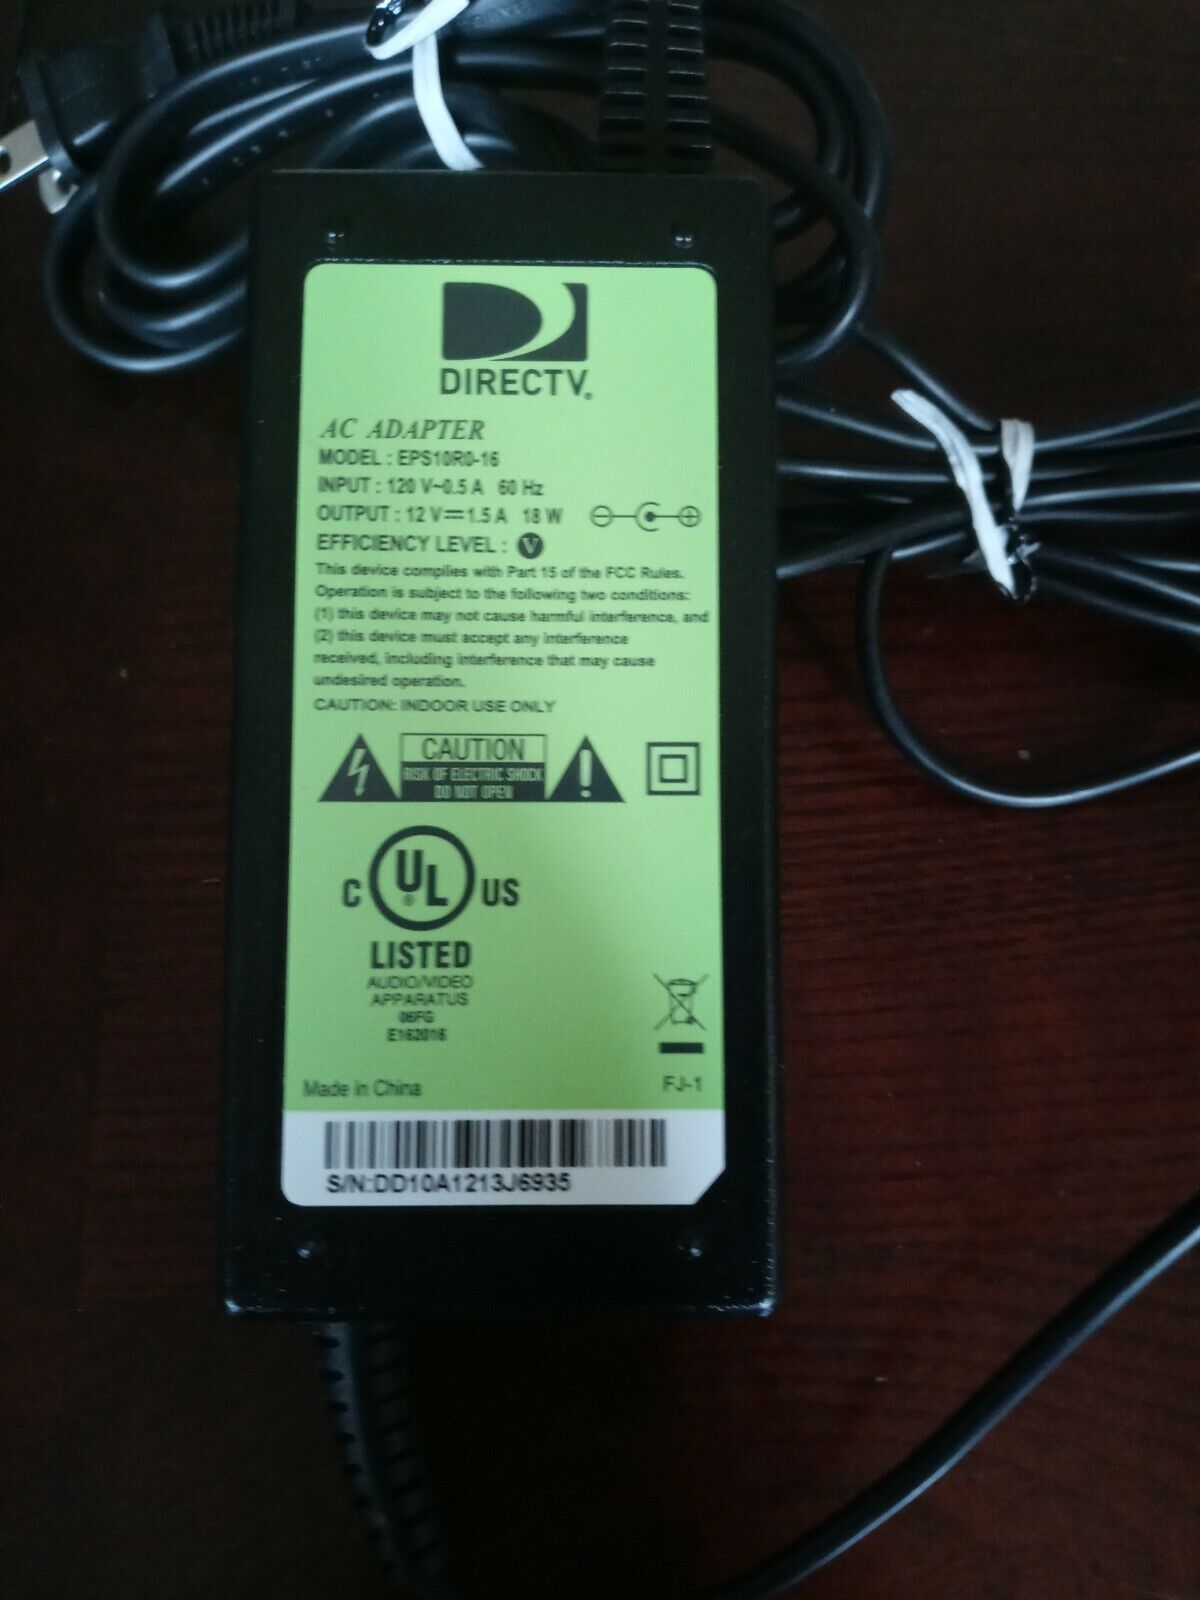 DIRECTV®
AC ADAPTER
MODEL : EPS10R0-16
INPUT : 120 V~0.5 A 60 Hz
OUTPUT : 12 V⎓1.5 A 18 W
EFFICIENCY LEVEL : V
This device complies with Part 15 of the FCC Rules.
Operation is subject to the following two conditions:
(1) this device may not cause harmful interference, and
(2) this device must accept any interference
received, including interference that may cause
undesired operation.
CAUTION: INDOOR USE ONLY
CAUTION
RISK OF ELECTRIC SHOCK
DO NOT OPEN
C UL® US
LISTED
AUDIO/VIDEO
APPARATUS
06FG
E162016
Made in China
FJ-1
S/N:DD10A1213J6935